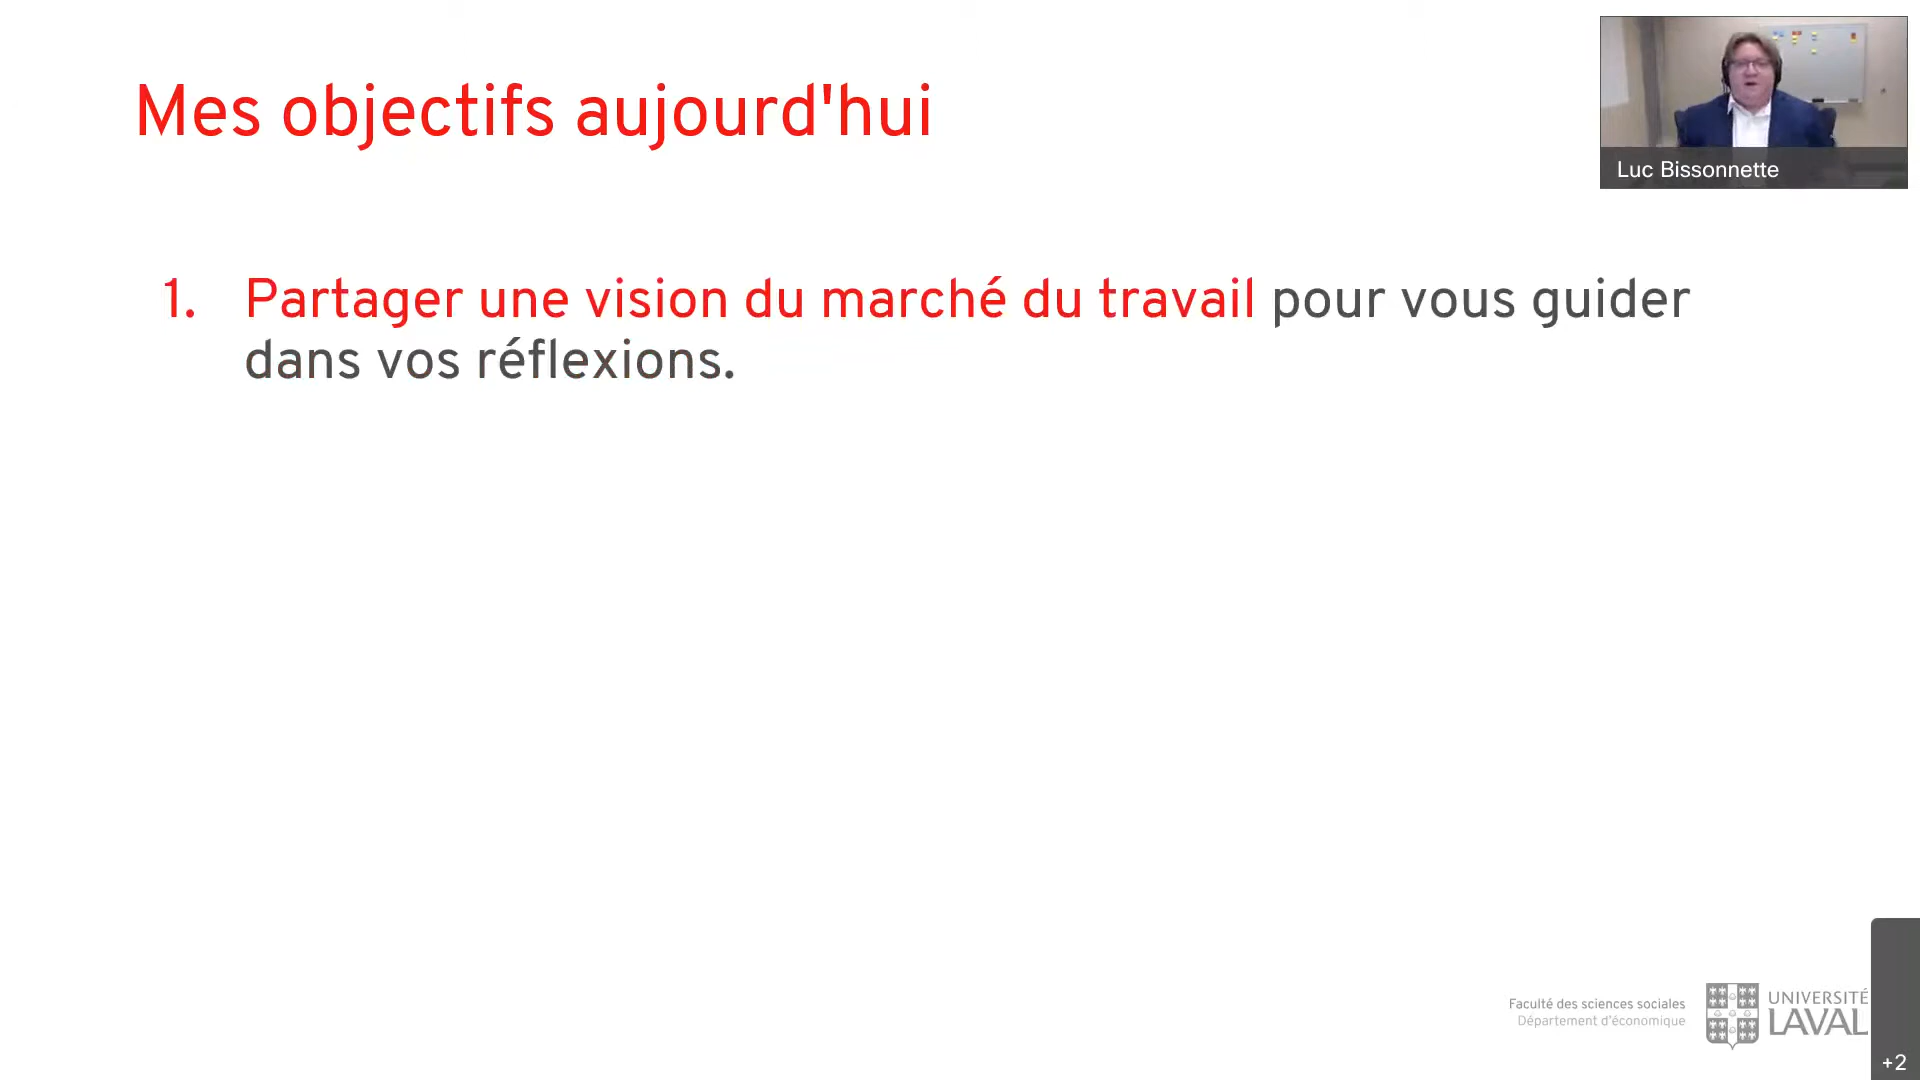 Mes objectifs aujourd'hui
Luc Bissonnette
1. Partager une vision du marché du travail pour vous guider
dans vos réflexions.
Faculté des sciences sociales
Département d'économique
UNIVERSITÉ
LAVAL
+2